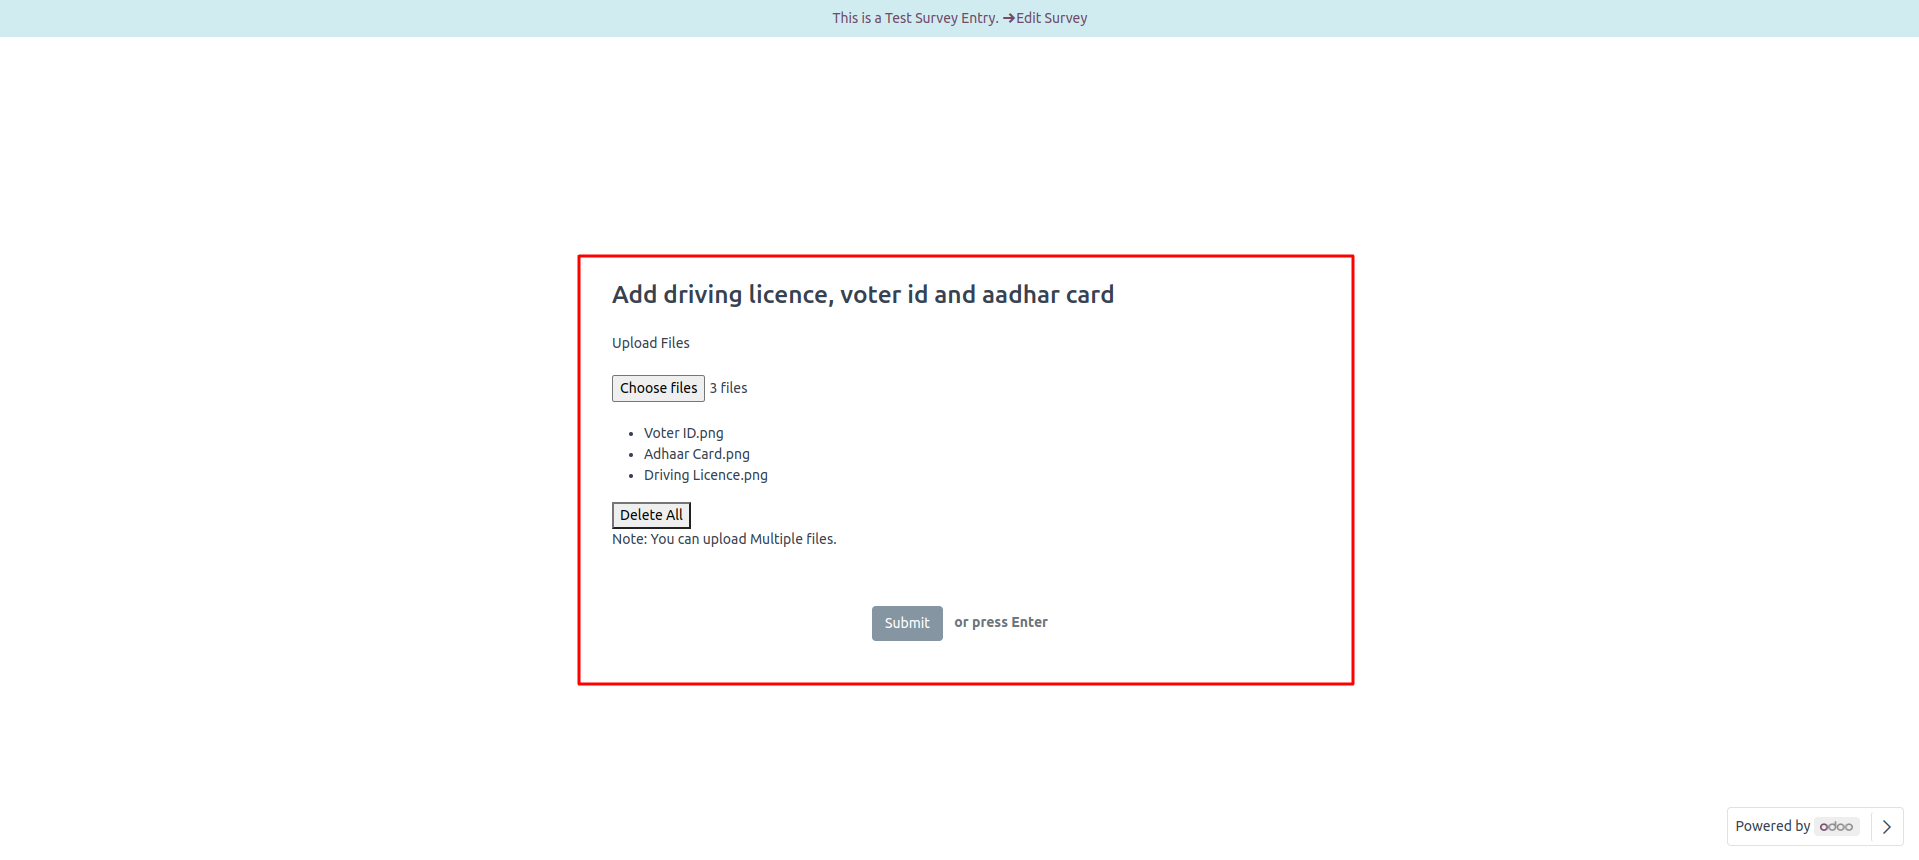 This is a Test Survey Entry. →Edit Survey
Add driving licence, voter id and aadhar card
Upload Files
Choose files 3 files
• Voter ID.png
• Adhaar Card.png
• Driving Licence.png
Delete All
Note: You can upload Multiple files.
Submit or press Enter
Powered by odoo